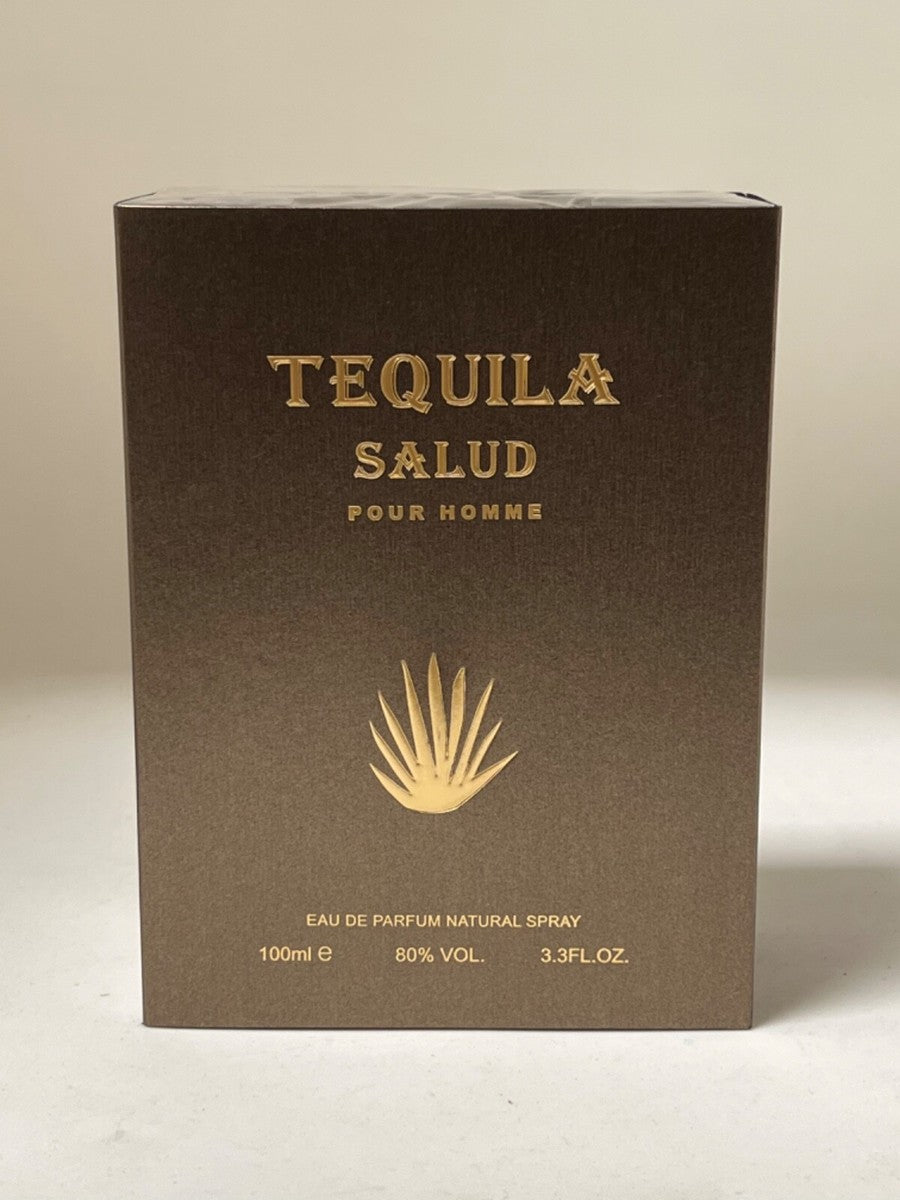 TEQUILA
SALUD
POUR HOMME
EAU DE PARFUM NATURAL SPRAY
100ml ℮ 80% VOL. 3.3FL.OZ.